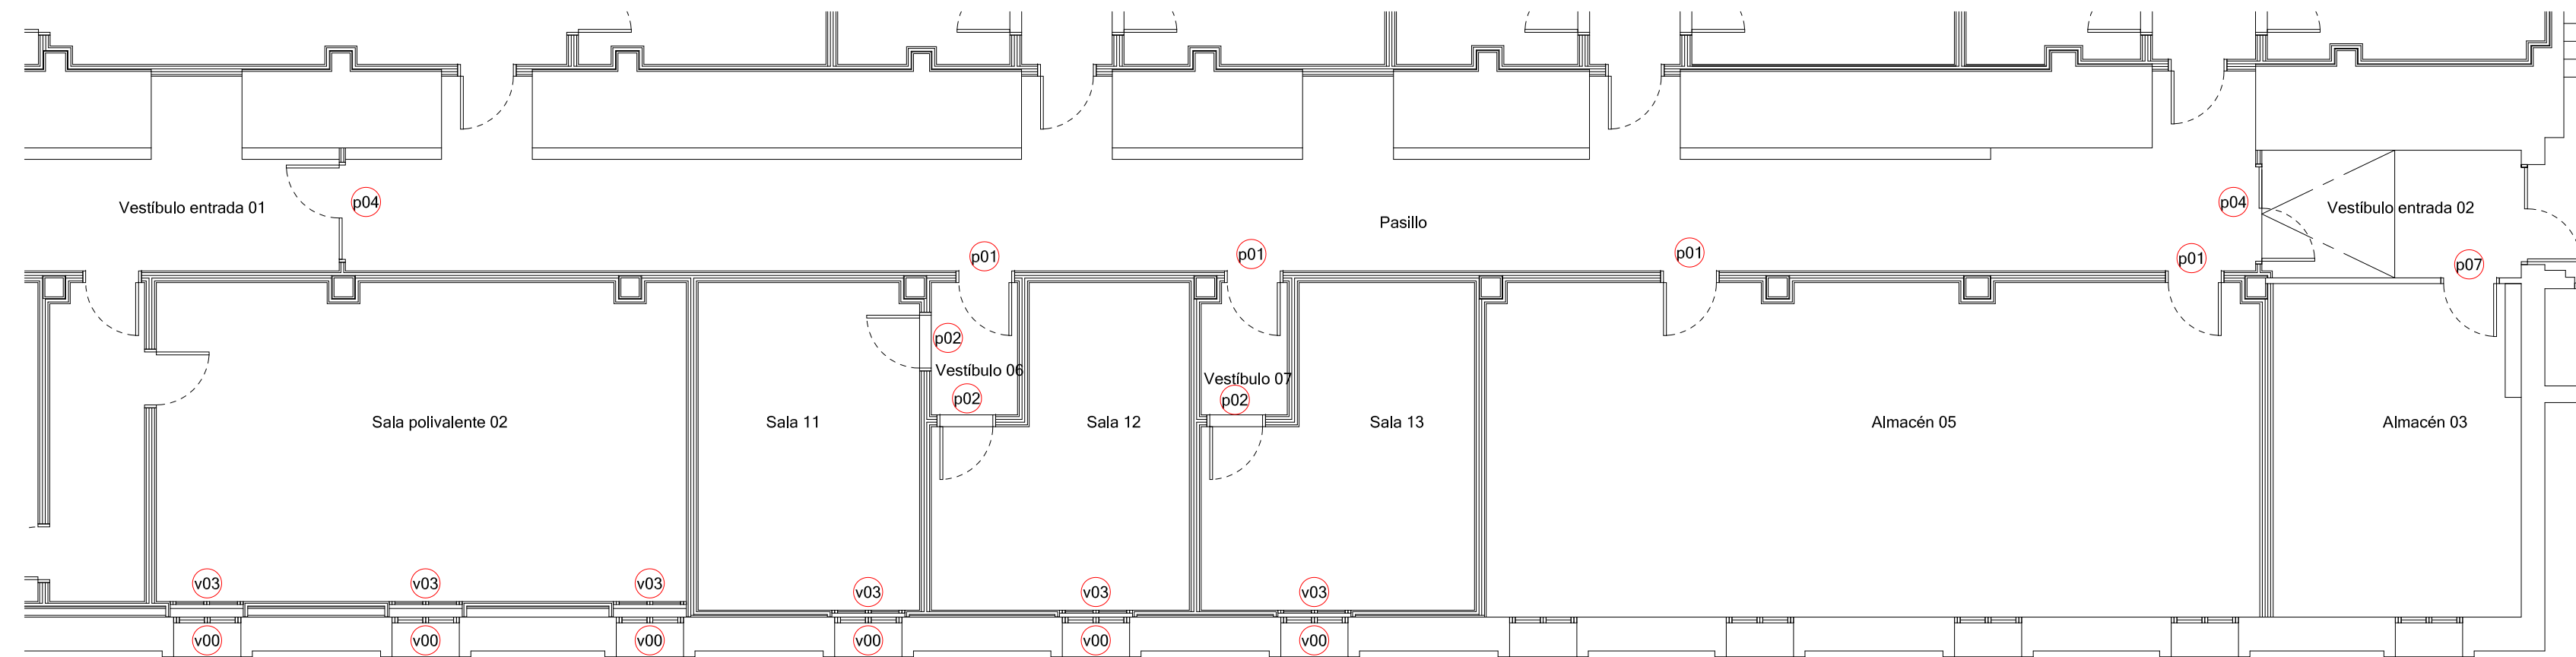 p04
p04
Vestíbulo entrada 01
Vestíbulo entrada 02
Pasillo
p01
p01
p01
p01
p07
p02
Vestíbulo 06
Vestíbulo 07
p02
p02
Sala polivalente 02
Sala 11
Sala 12
Sala 13
Almacén 05
Almacén 03
v03
v03
v03
v03
v03
v03
v00
v00
v00
v00
v00
v00